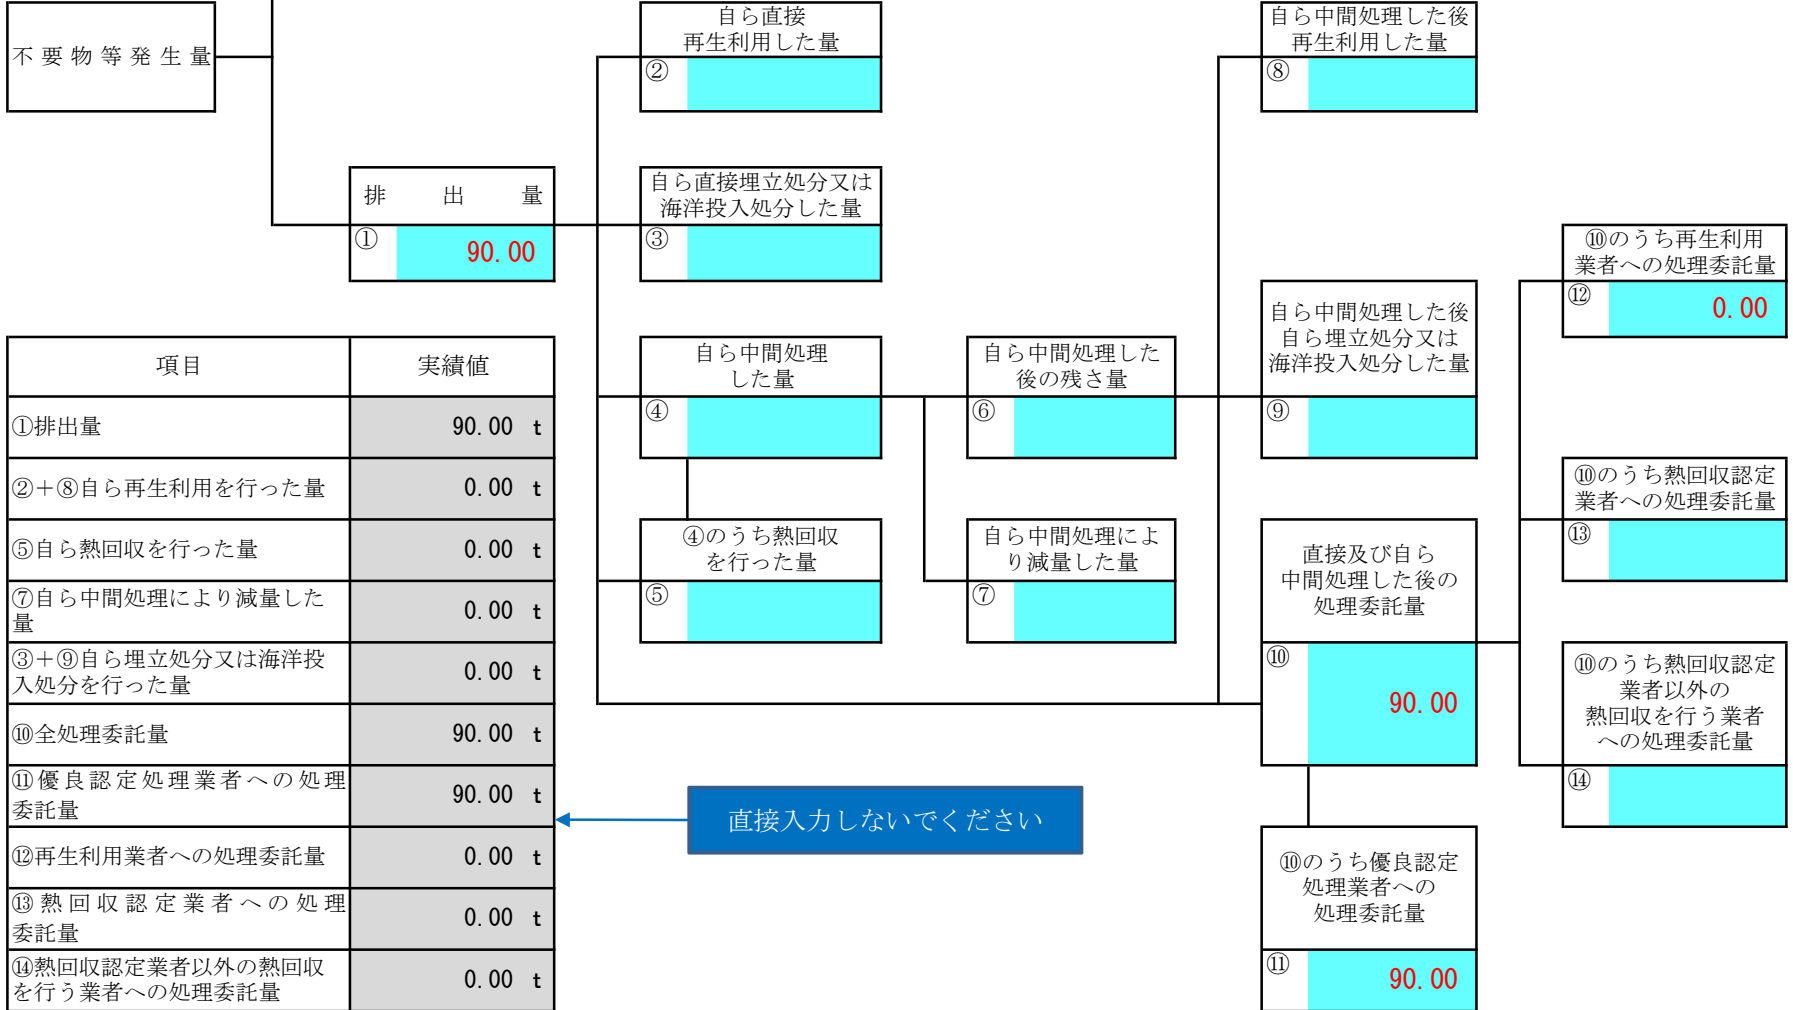 不要物等発生量
自ら直接
再生利用した量
②
自ら中間処理した後
再生利用した量
⑧
排出量
①
90.00
自ら直接埋立処分又は
海洋投入処分した量
③
⑩のうち再生利用
業者への処理委託量
⑫
0.00
自ら中間処理した後
自ら埋立処分又は
海洋投入処分した量
⑨
自ら中間処理
した量
④
自ら中間処理した
後の残さ量
⑥
⑩のうち熱回収認定
業者への処理委託量
⑬
④のうち熱回収
を行った量
⑤
自ら中間処理によ
り減量した量
⑦
直接及び自ら
中間処理した後の
処理委託量
⑩
90.00
⑩のうち熱回収認定
業者以外の
熱回収を行う業者
への処理委託量
⑭
⑩のうち優良認定
処理業者への
処理委託量
⑪
90.00
項目 実績値
①排出量 90.00 t
②+⑧自ら再生利用を行った量 0.00 t
⑤自ら熱回収を行った量 0.00 t
⑦自ら中間処理により減量した
量 0.00 t
③+⑨自ら埋立処分又は海洋投
入処分を行った量 0.00 t
⑩全処理委託量 90.00 t
⑪優良認定処理業者への処理
委託量 90.00 t
⑫再生利用業者への処理委託量 0.00 t
⑬熱回収認定業者への処理
委託量 0.00 t
⑭熱回収認定業者以外の熱回収
を行う業者への処理委託量 0.00 t
直接入力しないでください